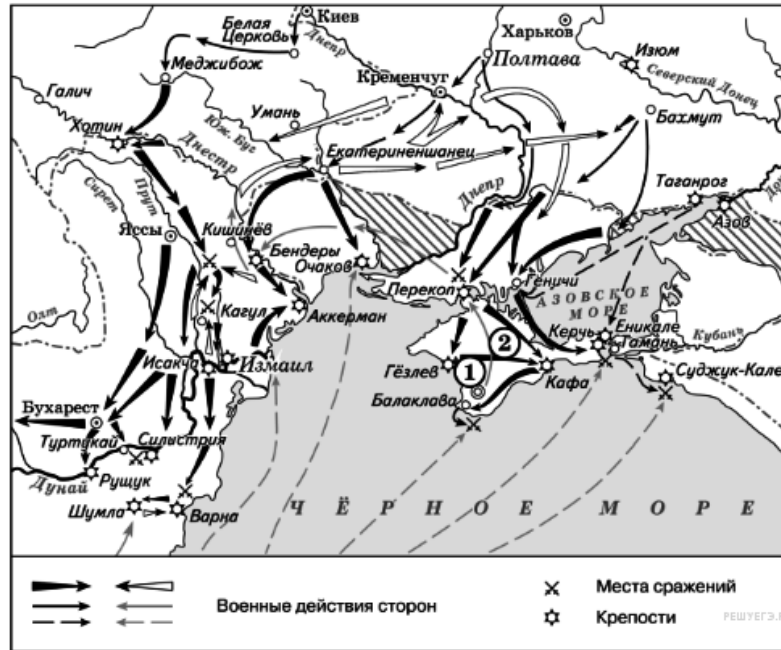 Киев
Белая
Церковь
Днепр
Харьков
Изюм
Полтава
Меджибож
Кременчуг
Северский Донец
Галич
Умань
Бахмут
Хотин
Юж. Буг
Днестр
Екатериненшанец
Сирет
Прут
Днепр
Таганрог
Азов
Кишинёв
Яссы
Бендеры
Очаков
Перекоп
Геничи
АЗОВСКОЕ
МОРЕ
Олт
Кагул
Аккерман
Керчь
Еникале
Тамань
Кубань
Исакча
Измаил
Гёзлев
2
1
Кафа
Суджук-Кале
Бухарест
Балаклава
Туртукай
Силистрия
Дунай
Рущук
Шумла
Варна
ЧЁРНОЕ МОРЕ
Военные действия сторон
Места сражений
Крепости